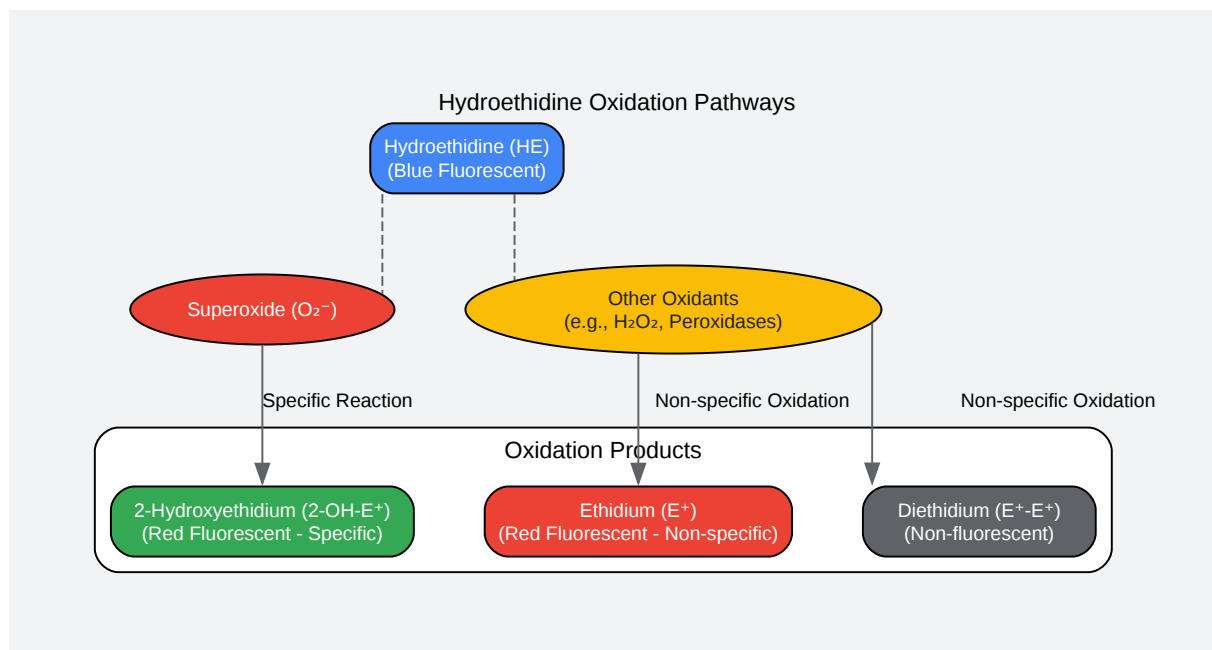 Hydroethidine Oxidation Pathways
Hydroethidine (HE)
(Blue Fluorescent)
Superoxide (O₂⁻)
Other Oxidants
(e.g., H₂O₂, Peroxidases)
Specific Reaction
Non-specific Oxidation
Non-specific Oxidation
Oxidation Products
2-Hydroxyethidium (2-OH-E⁺)
(Red Fluorescent - Specific)
Ethidium (E⁺)
(Red Fluorescent - Non-specific)
Diethidium (E⁺-E⁺)
(Non-fluorescent)